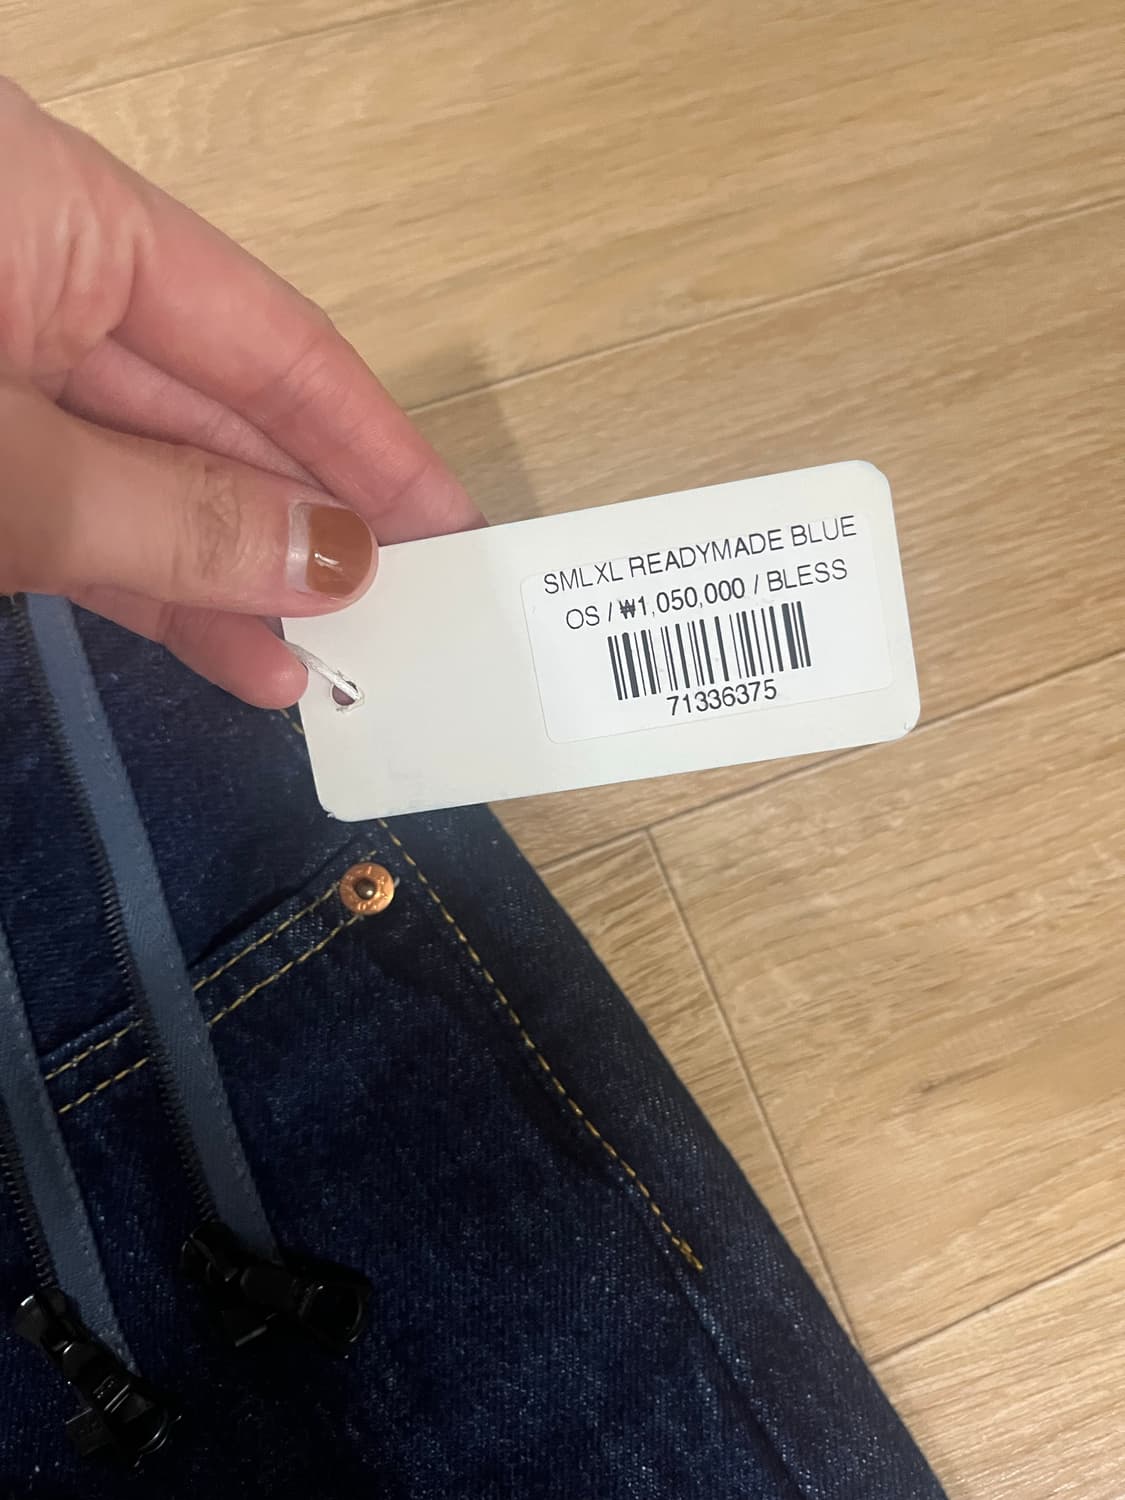 SMLXL READYMADE BLUE
OS / ₩1,050,000 / BLESS
71336375